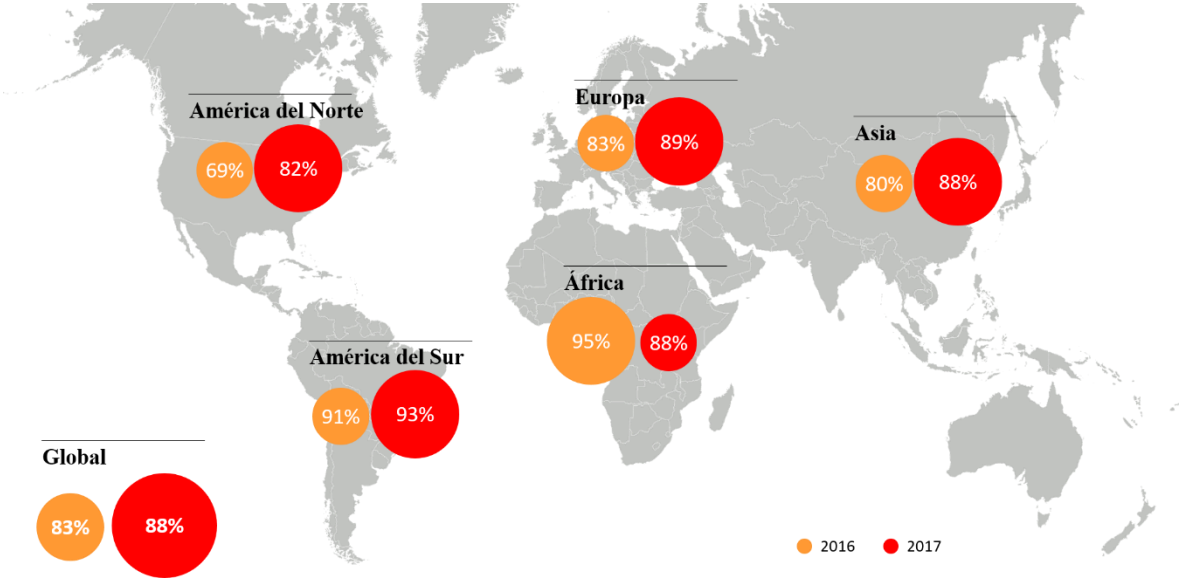 América del Norte
69% 82%
Europa
83% 89%
Asia
80% 88%
África
95% 88%
América del Sur
91% 93%
Global
83% 88%
2016 2017